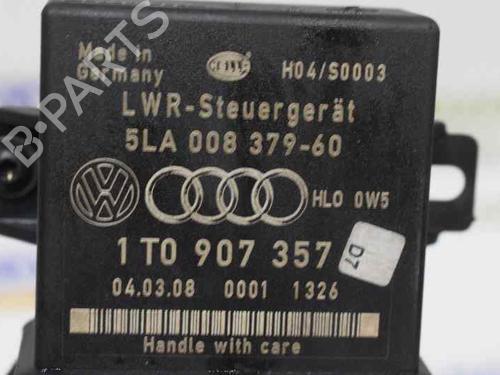 Made in
Germany
HELLA
H04/S0003
LWR-Steuergerät
5LA 008 379-60
HLO 0W5
1T0 907 357
D7
04.03.08 0001 1326
Handle with care
B-Parts